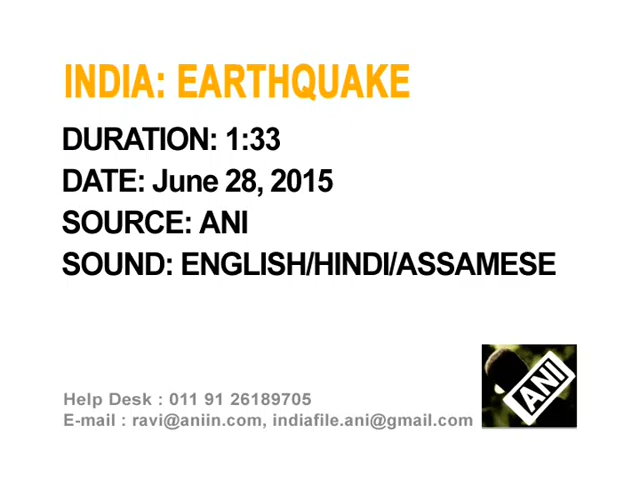 INDIA: EARTHQUAKE
DURATION: 1:33
DATE: June 28, 2015
SOURCE: ANI
SOUND: ENGLISH/HINDI/ASSAMESE
Help Desk : 011 91 26189705
E-mail : ravi@aniin.com, indiafile.ani@gmail.com
ANI